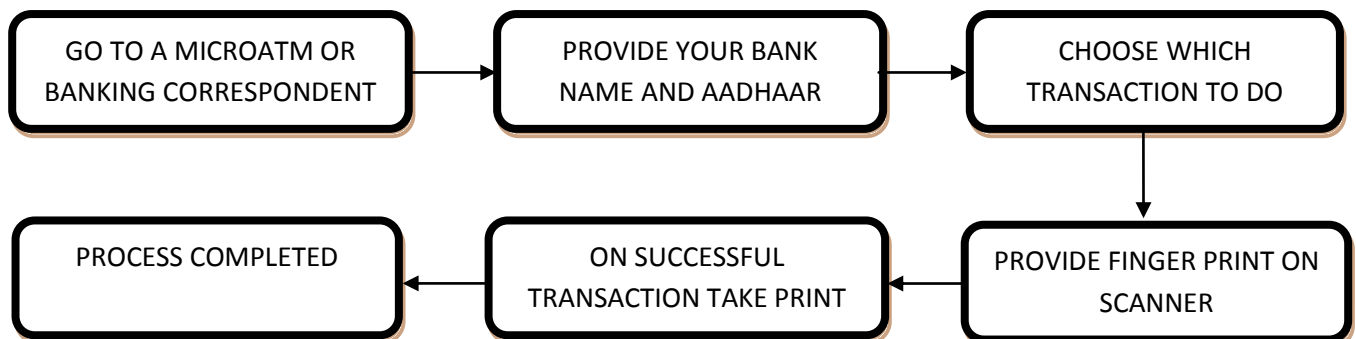 GO TO A MICROATM OR
BANKING CORRESPONDENT
PROVIDE YOUR BANK
NAME AND AADHAAR
CHOOSE WHICH
TRANSACTION TO DO
PROVIDE FINGER PRINT ON
SCANNER
ON SUCCESSFUL
TRANSACTION TAKE PRINT
PROCESS COMPLETED